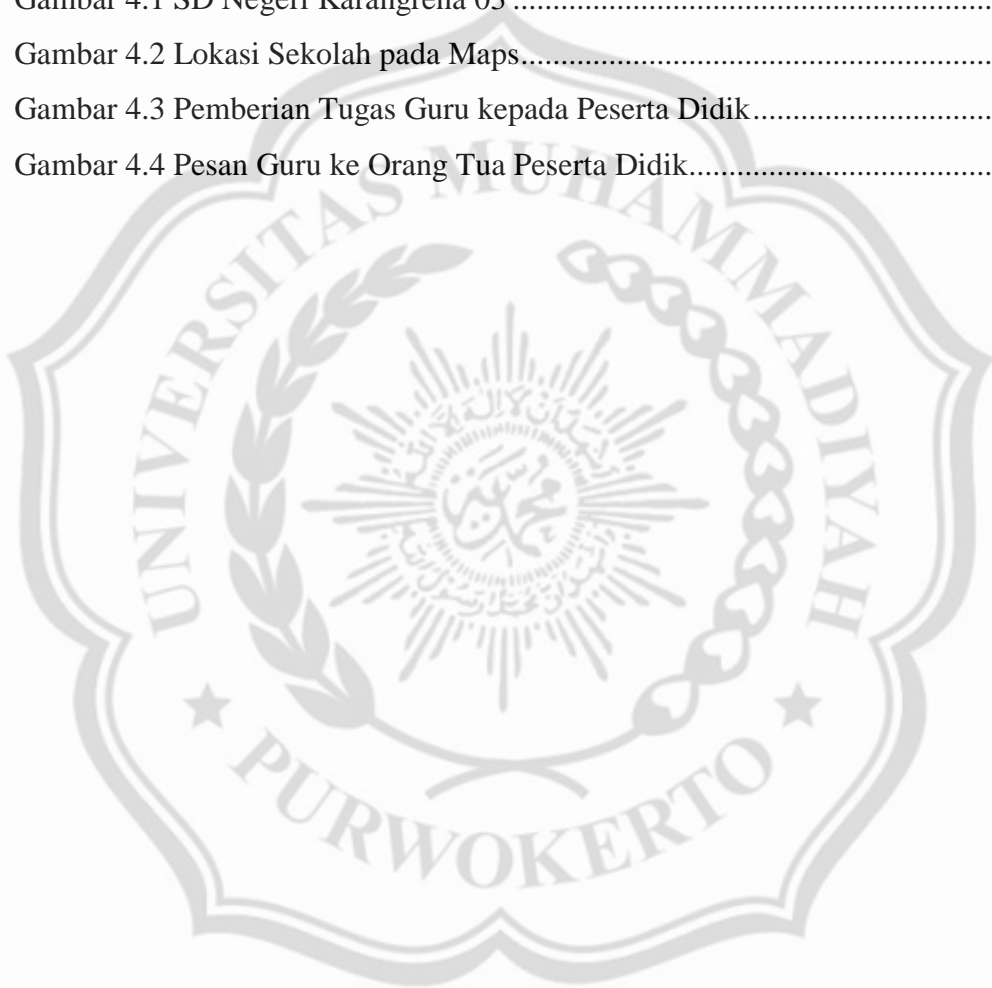 Gambar 4.1 SD Negeri Karangrena 03
Gambar 4.2 Lokasi Sekolah pada Maps
Gambar 4.3 Pemberian Tugas Guru kepada Peserta Didik
Gambar 4.4 Pesan Guru ke Orang Tua Peserta Didik
UNIVERSITAS MUHAMMADIYAH
PURWOKERTO